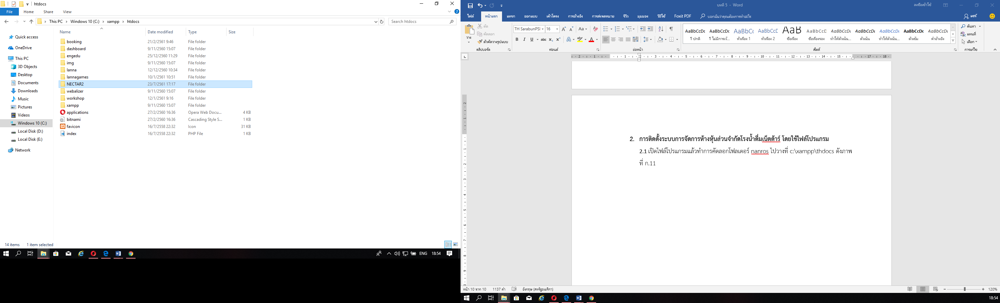 htdocs
File Home Share View
This PC Windows 10 (C:) xampp htdocs Search htdocs
Name Date modified Type Size
Quick access
OneDrive
This PC
3D Objects
Desktop
Documents
Downloads
Music
Pictures
Videos
Windows 10 (C:)
Local Disk (D:)
Local Disk (E:)
Network
booking 21/2/2561 9:46 File folder
dashboard 9/11/2560 15:07 File folder
engedu 25/12/2560 11:29 File folder
img 9/11/2560 15:07 File folder
lanna 12/12/2560 10:34 File folder
lannagames 10/1/2561 10:51 File folder
NECTAR2 23/7/2561 17:17 File folder
webalizer 9/11/2560 15:07 File folder
workshop 12/1/2561 9:16 File folder
xampp 9/11/2560 15:07 File folder
applications 27/2/2560 16:36 Opera Web Docu... 4 KB
bitnami 27/2/2560 16:36 Cascading Style S... 1 KB
favicon 16/7/2558 22:32 Icon 31 KB
index 16/7/2558 22:32 PHP File 1 KB
14 items 1 item selected
ENG 18:54
บทที่ 5 - Word ลงชื่อเข้าใช้
ไฟล์ หน้าแรก แทรก ออกแบบ เค้าโครง การอ้างอิง การส่งจดหมาย รีวิว มุมมอง วิธีใช้ Foxit PDF บอกฉันว่าคุณต้องการทำอะไร แชร์
วาง
ตัด
คัดลอก
ตัวคัดวางรูปแบบ
คลิปบอร์ด
TH SarabunPSI 16 Aa
B I U abc x₂ x² A ab A
ฟอนต์
ย่อหน้า
AaBbCcDc AaBbCcDc AaBbCc AaBbCcD AaB AaBbCcD AaBbCcDc AaBbCcDc AaBbCcDc AaBbCcDc AaBbCcDc
¶ ปกติ ¶ ไม่มีการเว้... หัวเรื่อง 1 หัวเรื่อง 2 ชื่อเรื่อง ชื่อเรื่องรอง ทำให้ตัวเน้น... ตัวเน้น ทำให้ตัวเน้น... ตัวเข้ม คำอ้างอิง
สไตล์
ค้นหา
แทนที่
เลือก
การแก้ไข
2 1 1 2 3 4 5 6 7 8 9 10 11 12 13 14 15 17 18
2. การติดตั้งระบบการจัดการห้างหุ้นส่วนจำกัดโรงน้ำดื่มเน็ตต้าร์ โดยใช้ไฟล์โปรแกรม
2.1 เปิดไฟล์โปรแกรมแล้วทำการคัดลอกโฟลเตอร์ nanros ไปวางที่ c:\xampp\thdocs ดังภาพ
ที่ ก.11
หน้า 10 จาก 10 1137 คำ อังกฤษ (สหรัฐอเมริกา) 120%
18:54